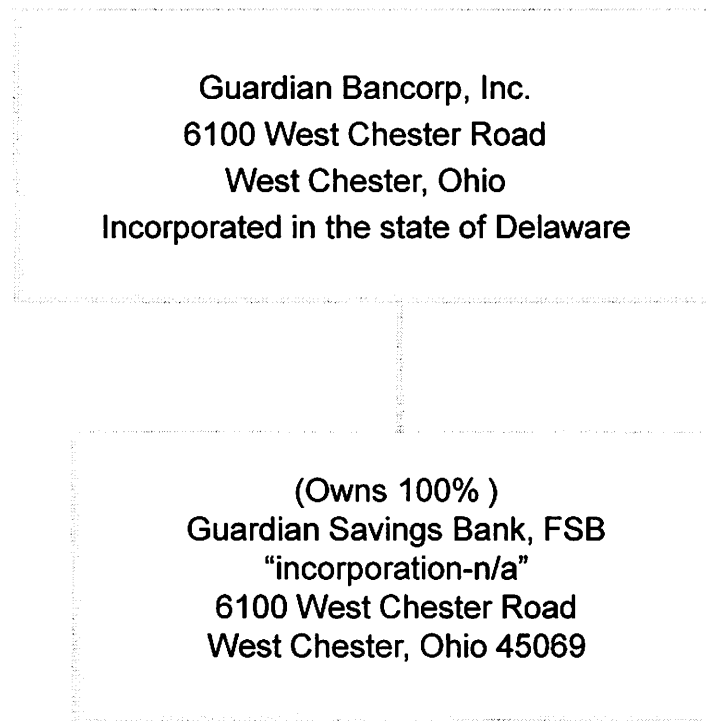 Guardian Bancorp, Inc.
6100 West Chester Road
West Chester, Ohio
Incorporated in the state of Delaware
(Owns 100% )
Guardian Savings Bank, FSB
“incorporation-n/a”
6100 West Chester Road
West Chester, Ohio 45069